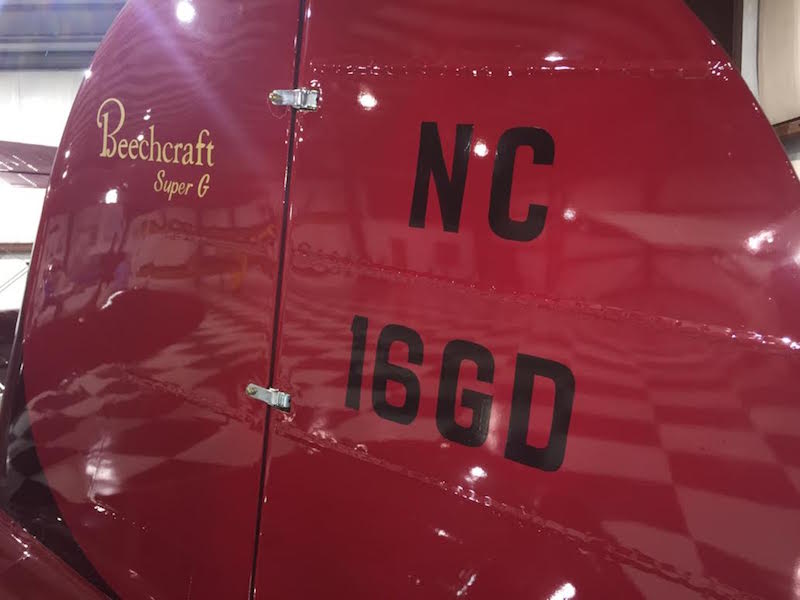 Beechcraft
Super G
NC
16GD